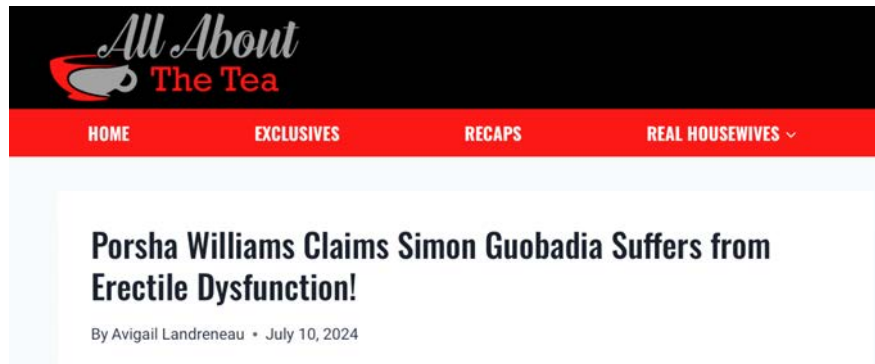 All About
The Tea
HOME EXCLUSIVES RECAPS REAL HOUSEWIVES
Porsha Williams Claims Simon Guobadia Suffers from
Erectile Dysfunction!
By Avigail Landreneau • July 10, 2024